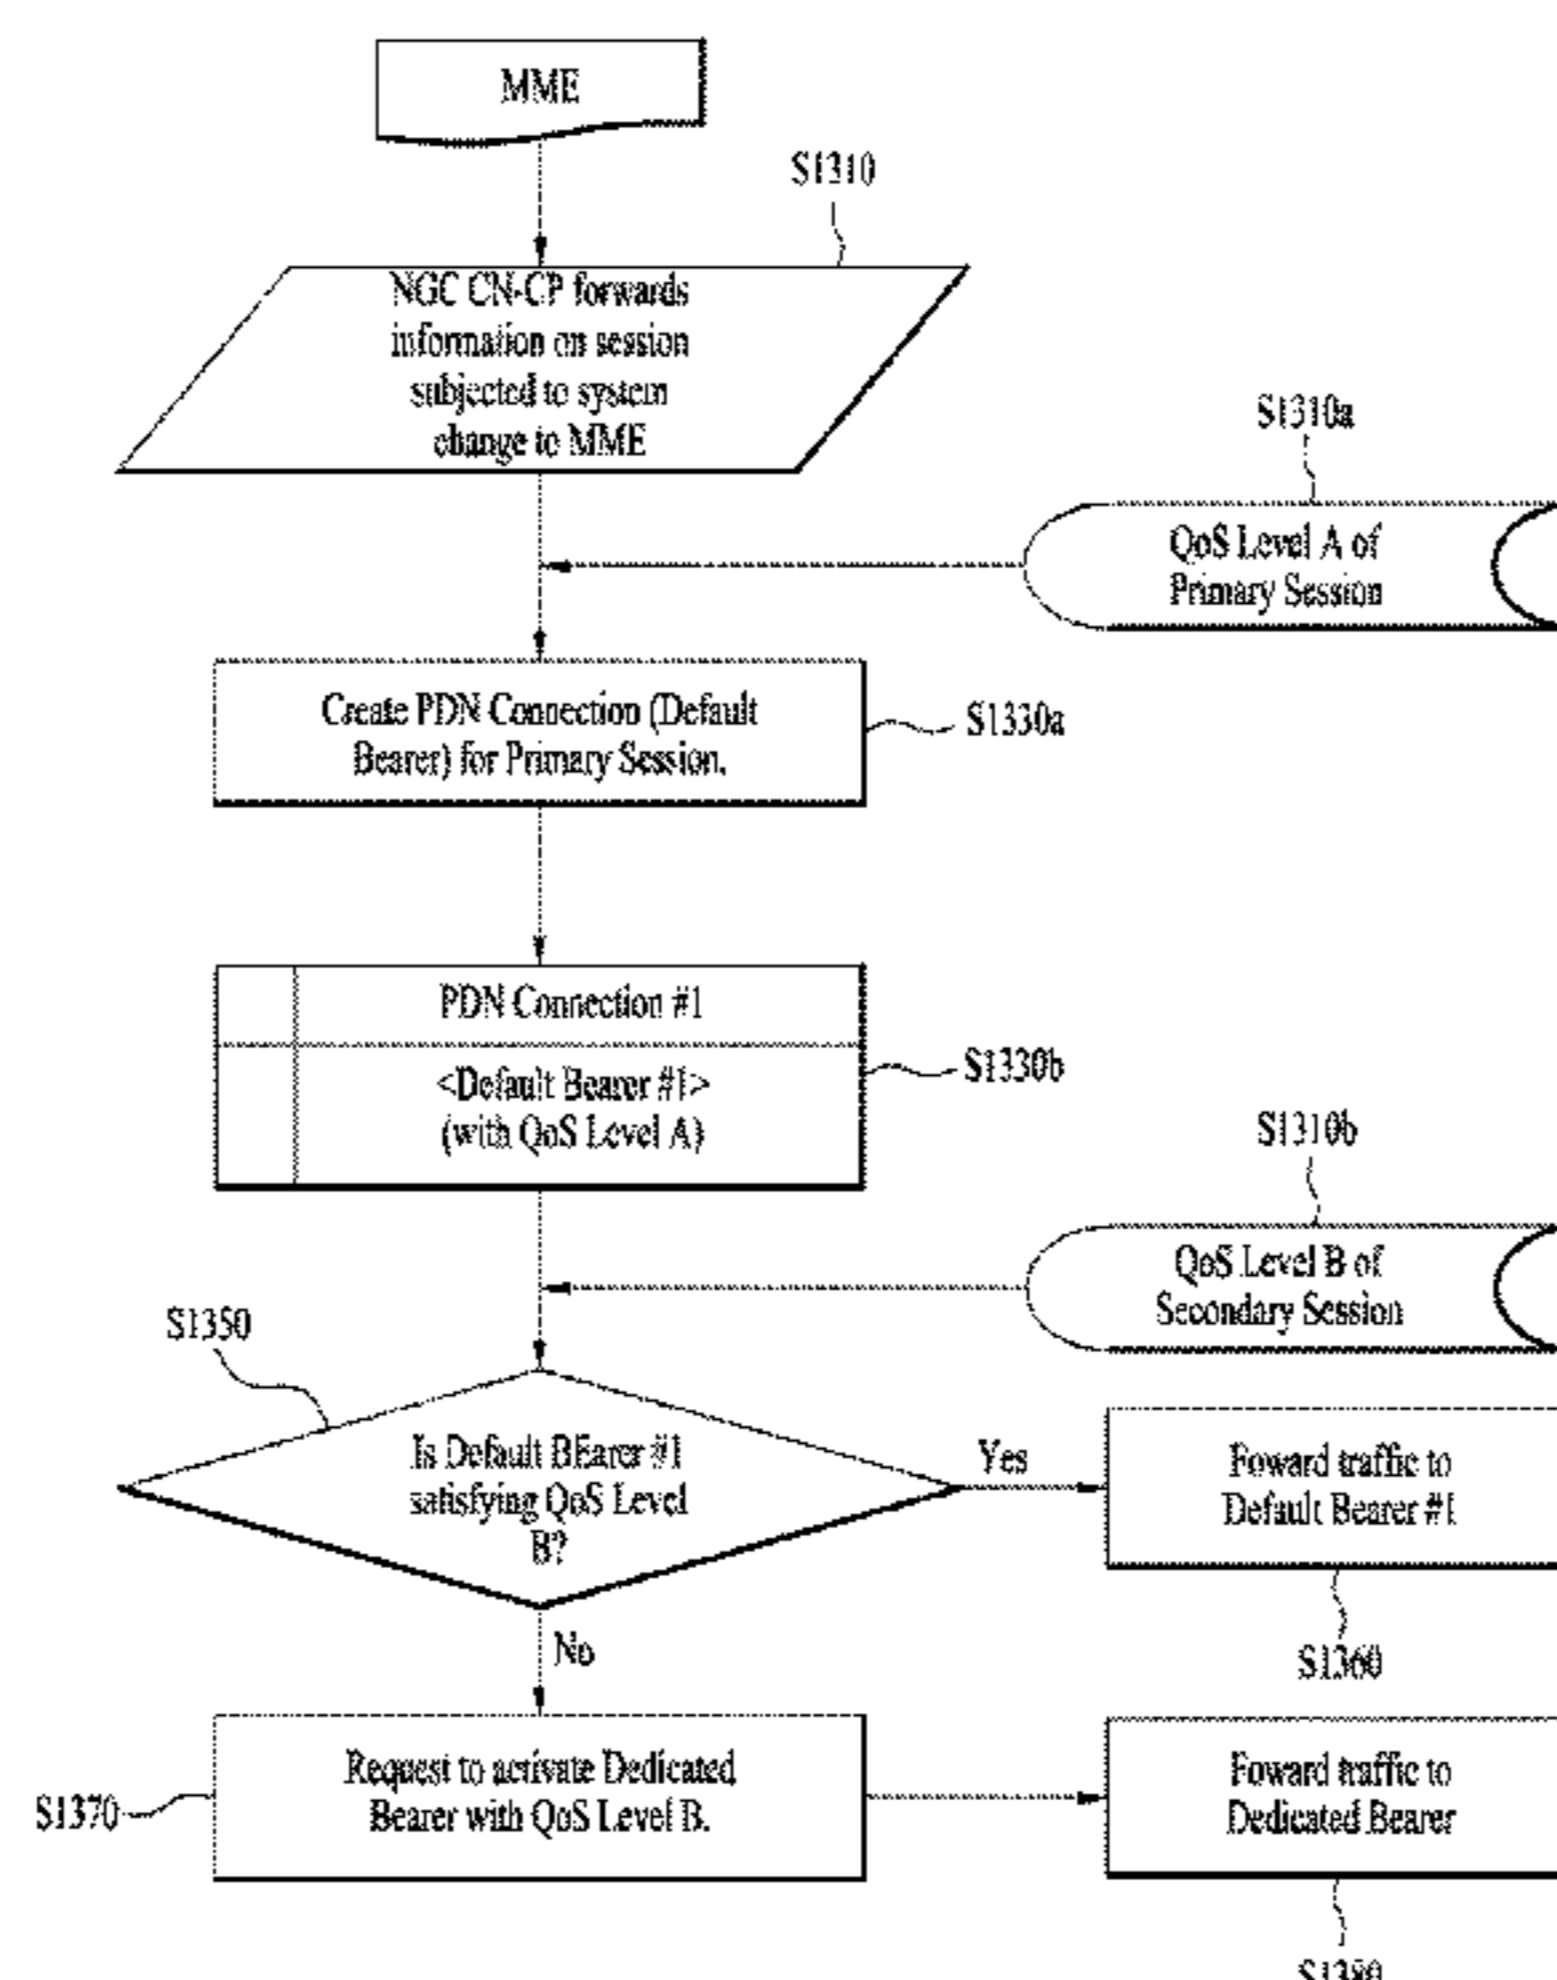 MME
S1310
NGC CN-CP forwards
information on session
subjected to system
change to MME
S1310a
QoS Level A of
Primary Session
Create PDN Connection (Default
Bearer) for Primary Session.
S1330a
PDN Connection #1
<Default Bearer #1>
(with QoS Level A)
S1330b
S1310b
QoS Level B of
Secondary Session
S1350
Is Default BEarer #1
satisfying QoS Level
B?
Yes
Foward traffic to
Default Bearer #1
S1360
No
Request to activate Dedicated
Bearer with QoS Level B.
S1370
Foward traffic to
Dedicated Bearer
S1380